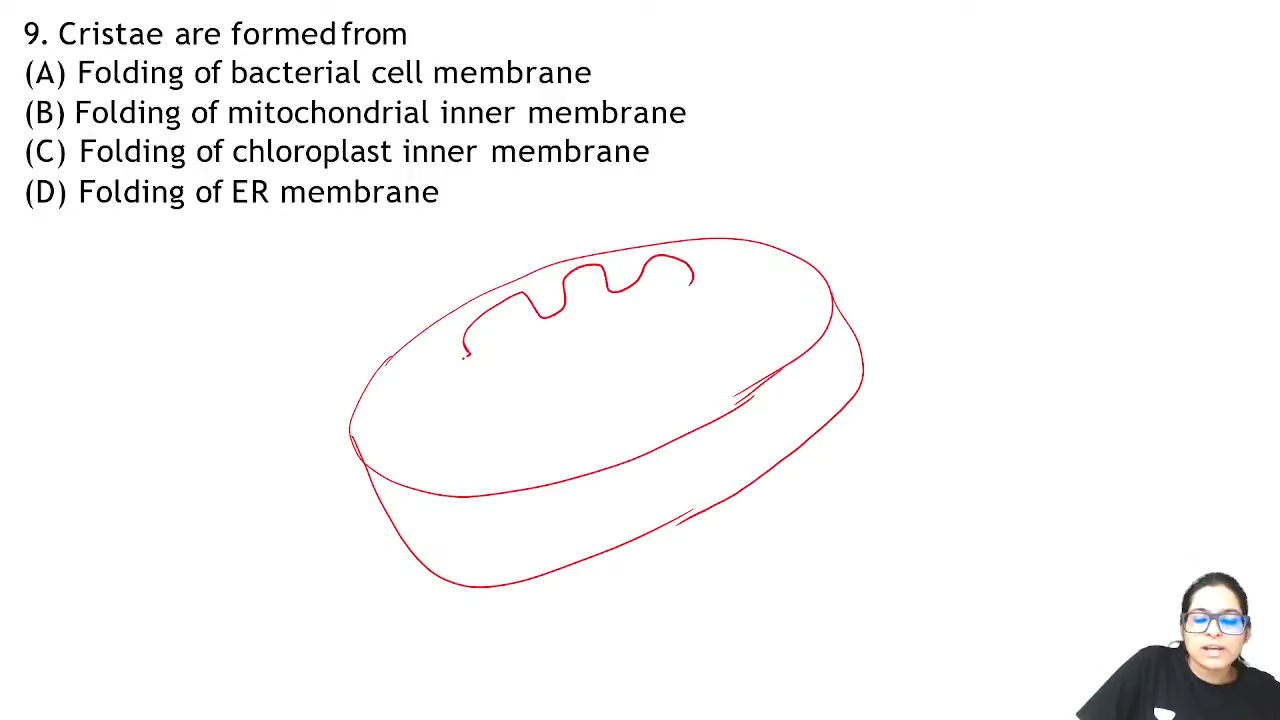 9. Cristae are formed from
(A) Folding of bacterial cell membrane
(B) Folding of mitochondrial inner membrane
(C) Folding of chloroplast inner membrane
(D) Folding of ER membrane